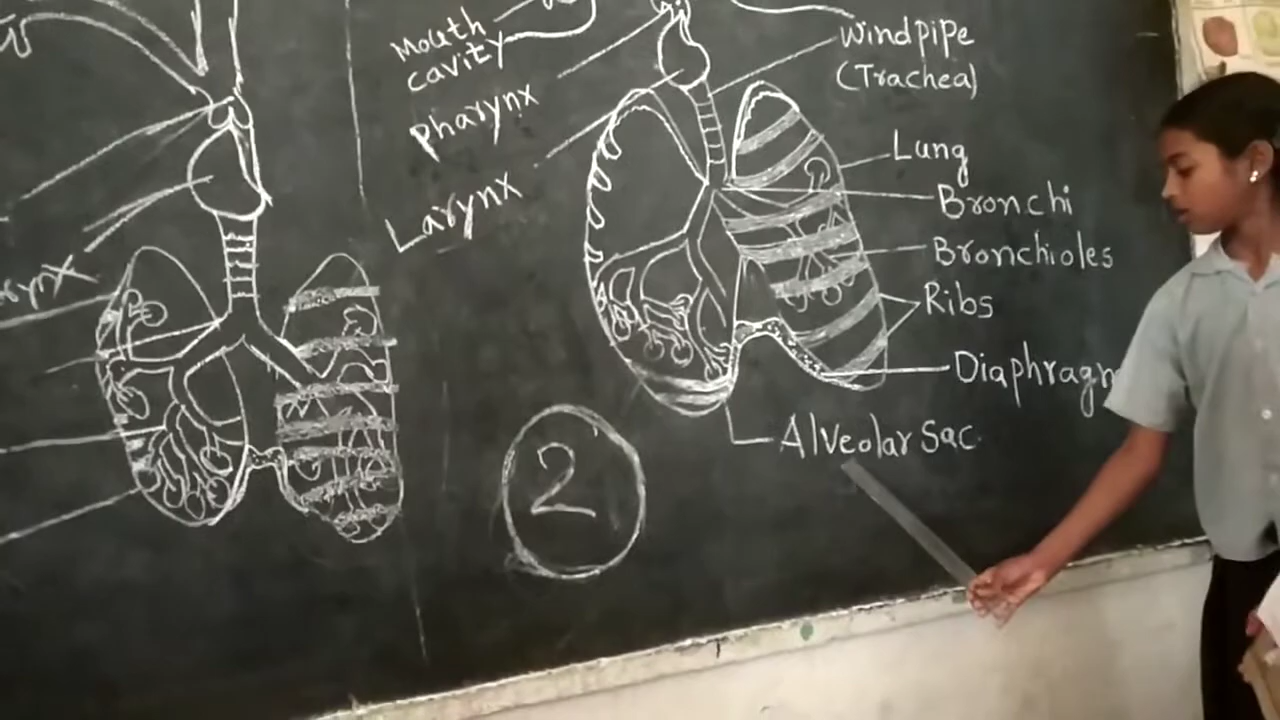 Mouth
cavity
pharynx
Larynx
Windpipe
(Trachea)
Lung
Bronchi
Bronchioles
Ribs
Diaphragm
Alveolar Sac
2